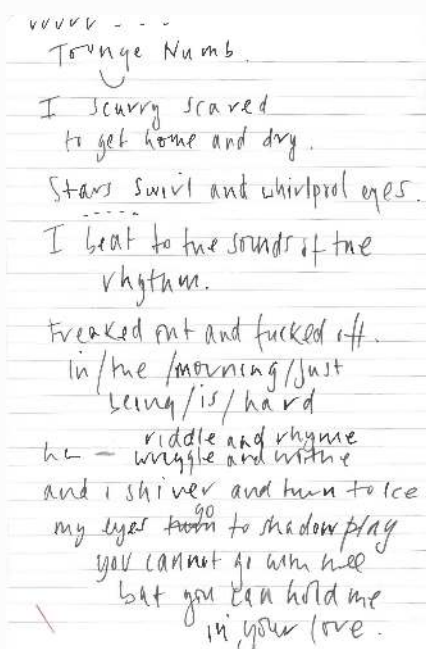 Tounge Numb.
I scurry scared
to get home and dry.
Stars swirl and whirlpool eyes.
I beat to the sounds of the
rhythm.
Freaked out and fucked off.
in/the/morning/just
being/is/hard
riddle and rhyme
wriggle and writhe
and i shiver and turn to Ice
my eyes turn go to shadow play
you cannot go with me
but you can hold me
in your love.